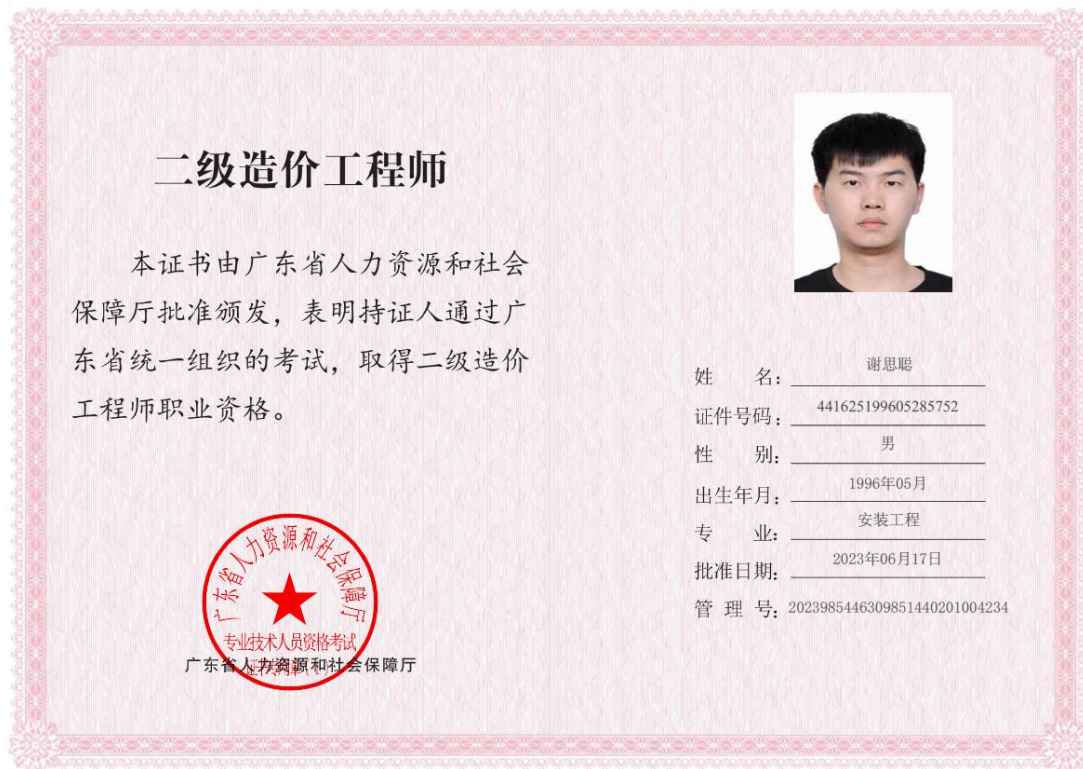 二级造价工程师
本证书由广东省人力资源和社会
保障厅批准颁发，表明持证人通过广
东省统一组织的考试，取得二级造价
工程师职业资格。
广东省人力资源和社会保障厅
专业技术人员资格考试
广东省人力资源和社会保障厅
姓 名：谢思聪
证件号码：441625199605285752
性 别：男
出生年月：1996年05月
专 业：安装工程
批准日期：2023年06月17日
管 理 号：2023985446309851440201004234